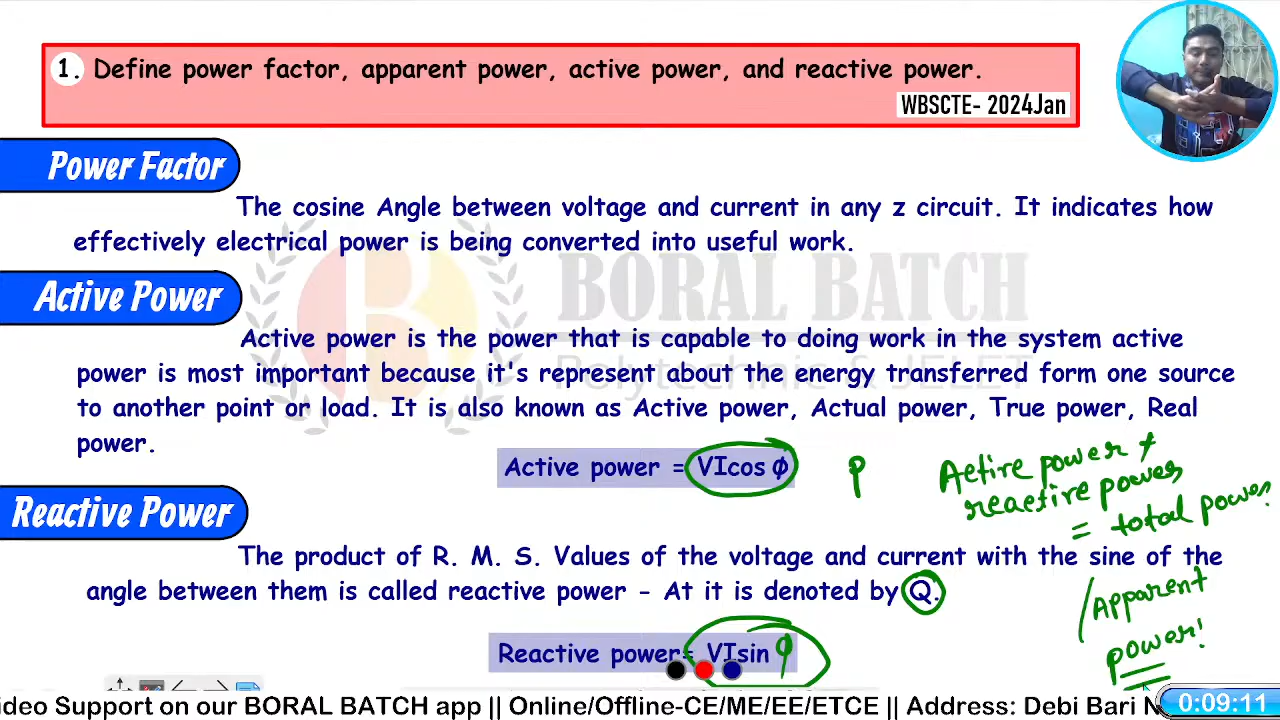 1. Define power factor, apparent power, active power, and reactive power.
WBSCTE- 2024Jan
Power Factor
The cosine Angle between voltage and current in any z circuit. It indicates how
effectively electrical power is being converted into useful work.
BORAL BATCH
Polytechnic & JELET
Active Power
Active power is the power that is capable to doing work in the system active
power is most important because it's represent about the energy transferred form one source
to another point or load. It is also known as Active power, Actual power, True power, Real
power.
Active power = VIcos ϕ
P
Active power +
reactive power
= total power
(Apparent
power!
Reactive Power
The product of R. M. S. Values of the voltage and current with the sine of the
angle between them is called reactive power - At it is denoted by Q.
Reactive power= VIsin φ
ideo Support on our BORAL BATCH app || Online/Offline-CE/ME/EE/ETCE || Address: Debi Bari N
0:09:11